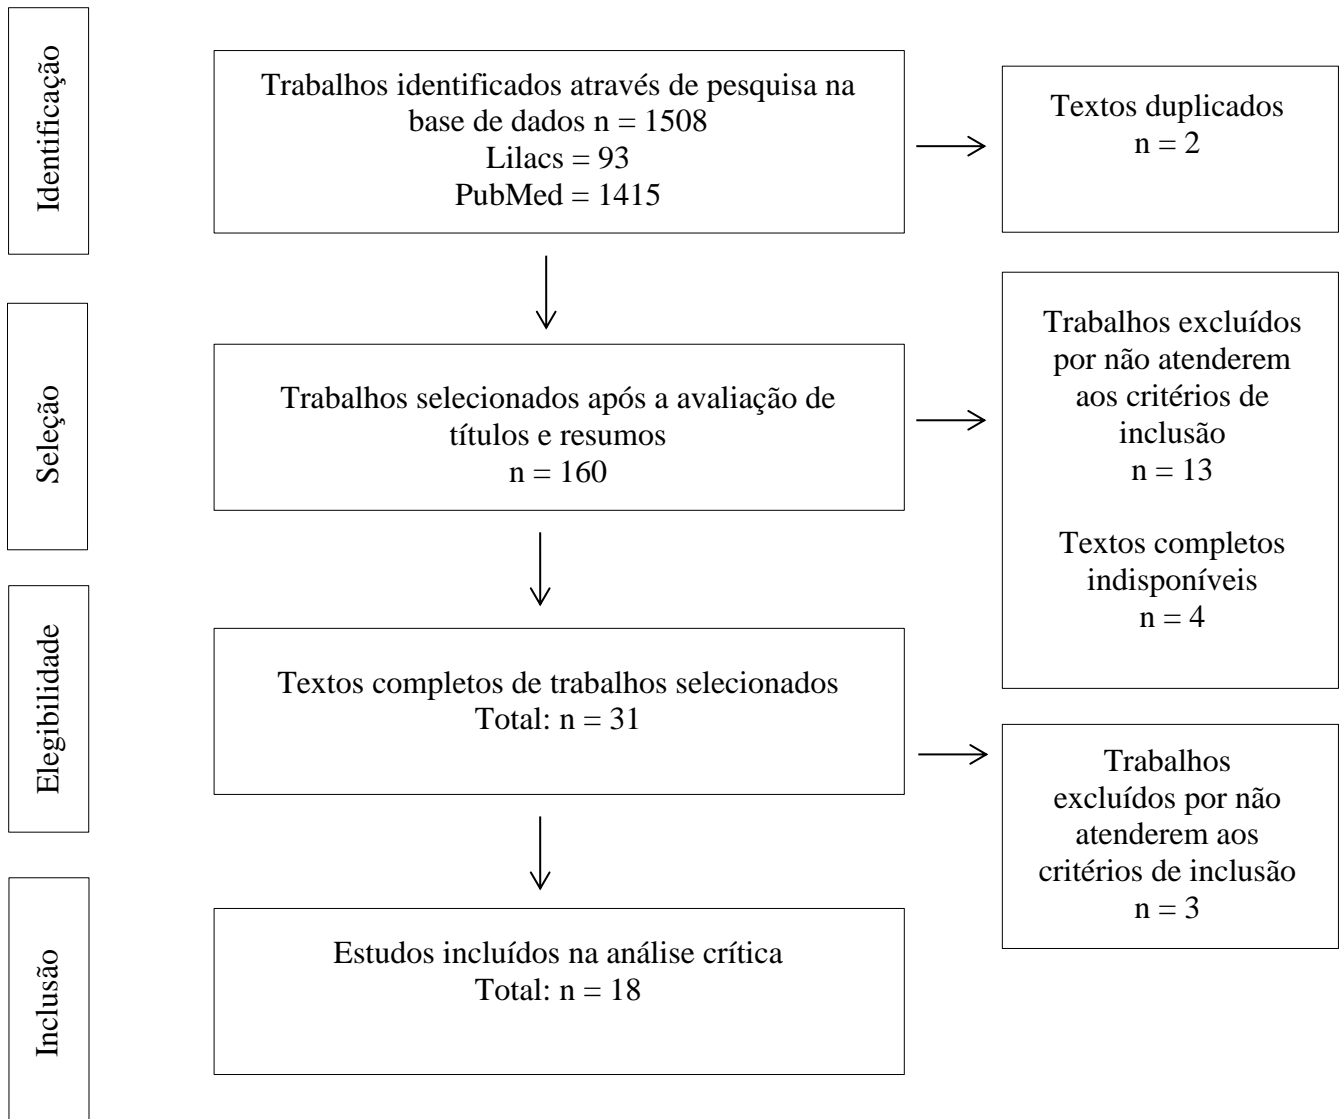 Identificação
Trabalhos identificados através de pesquisa na
base de dados n = 1508
Lilacs = 93
PubMed = 1415
Textos duplicados
n = 2
Seleção
Trabalhos selecionados após a avaliação de
títulos e resumos
n = 160
Trabalhos excluídos
por não atenderem
aos critérios de
inclusão
n = 13
Textos completos
indisponíveis
n = 4
Elegibilidade
Textos completos de trabalhos selecionados
Total: n = 31
Trabalhos
excluídos por não
atenderem aos
critérios de inclusão
n = 3
Inclusão
Estudos incluídos na análise crítica
Total: n = 18